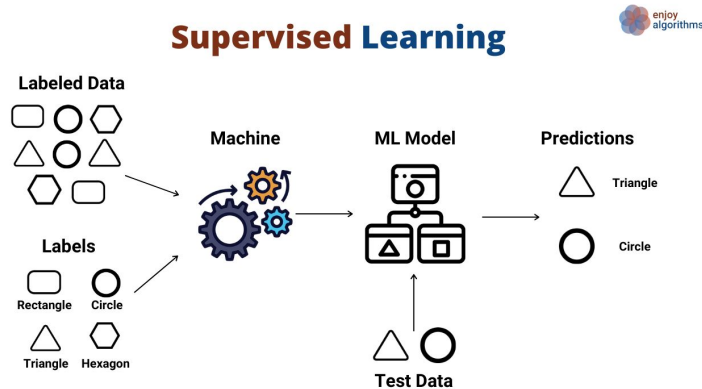 Supervised Learning
enjoy
algorithms
Labeled Data
Machine
ML Model
Predictions
Triangle
Circle
Labels
Rectangle
Circle
Triangle
Hexagon
Test Data